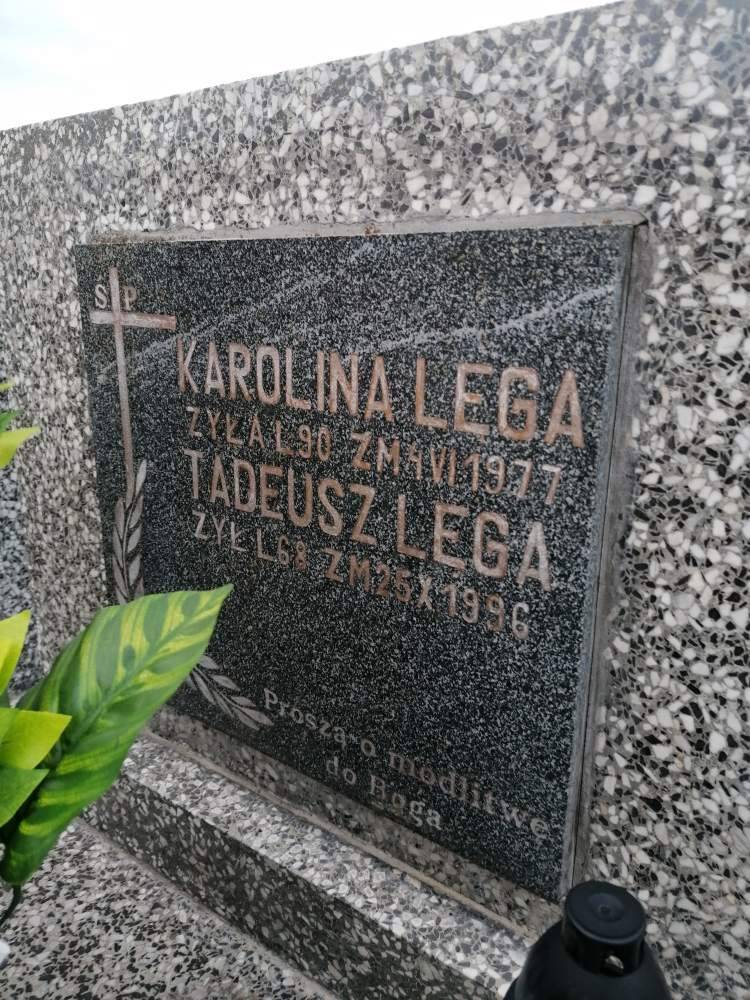 Ś P
KAROLINA LEGA
ŻYŁA L.90 ZM 4 VI 1977
TADEUSZ LEGA
ŻYŁ L.68 ZM 25 X 1996
Proszą o modlitwę
do Boga